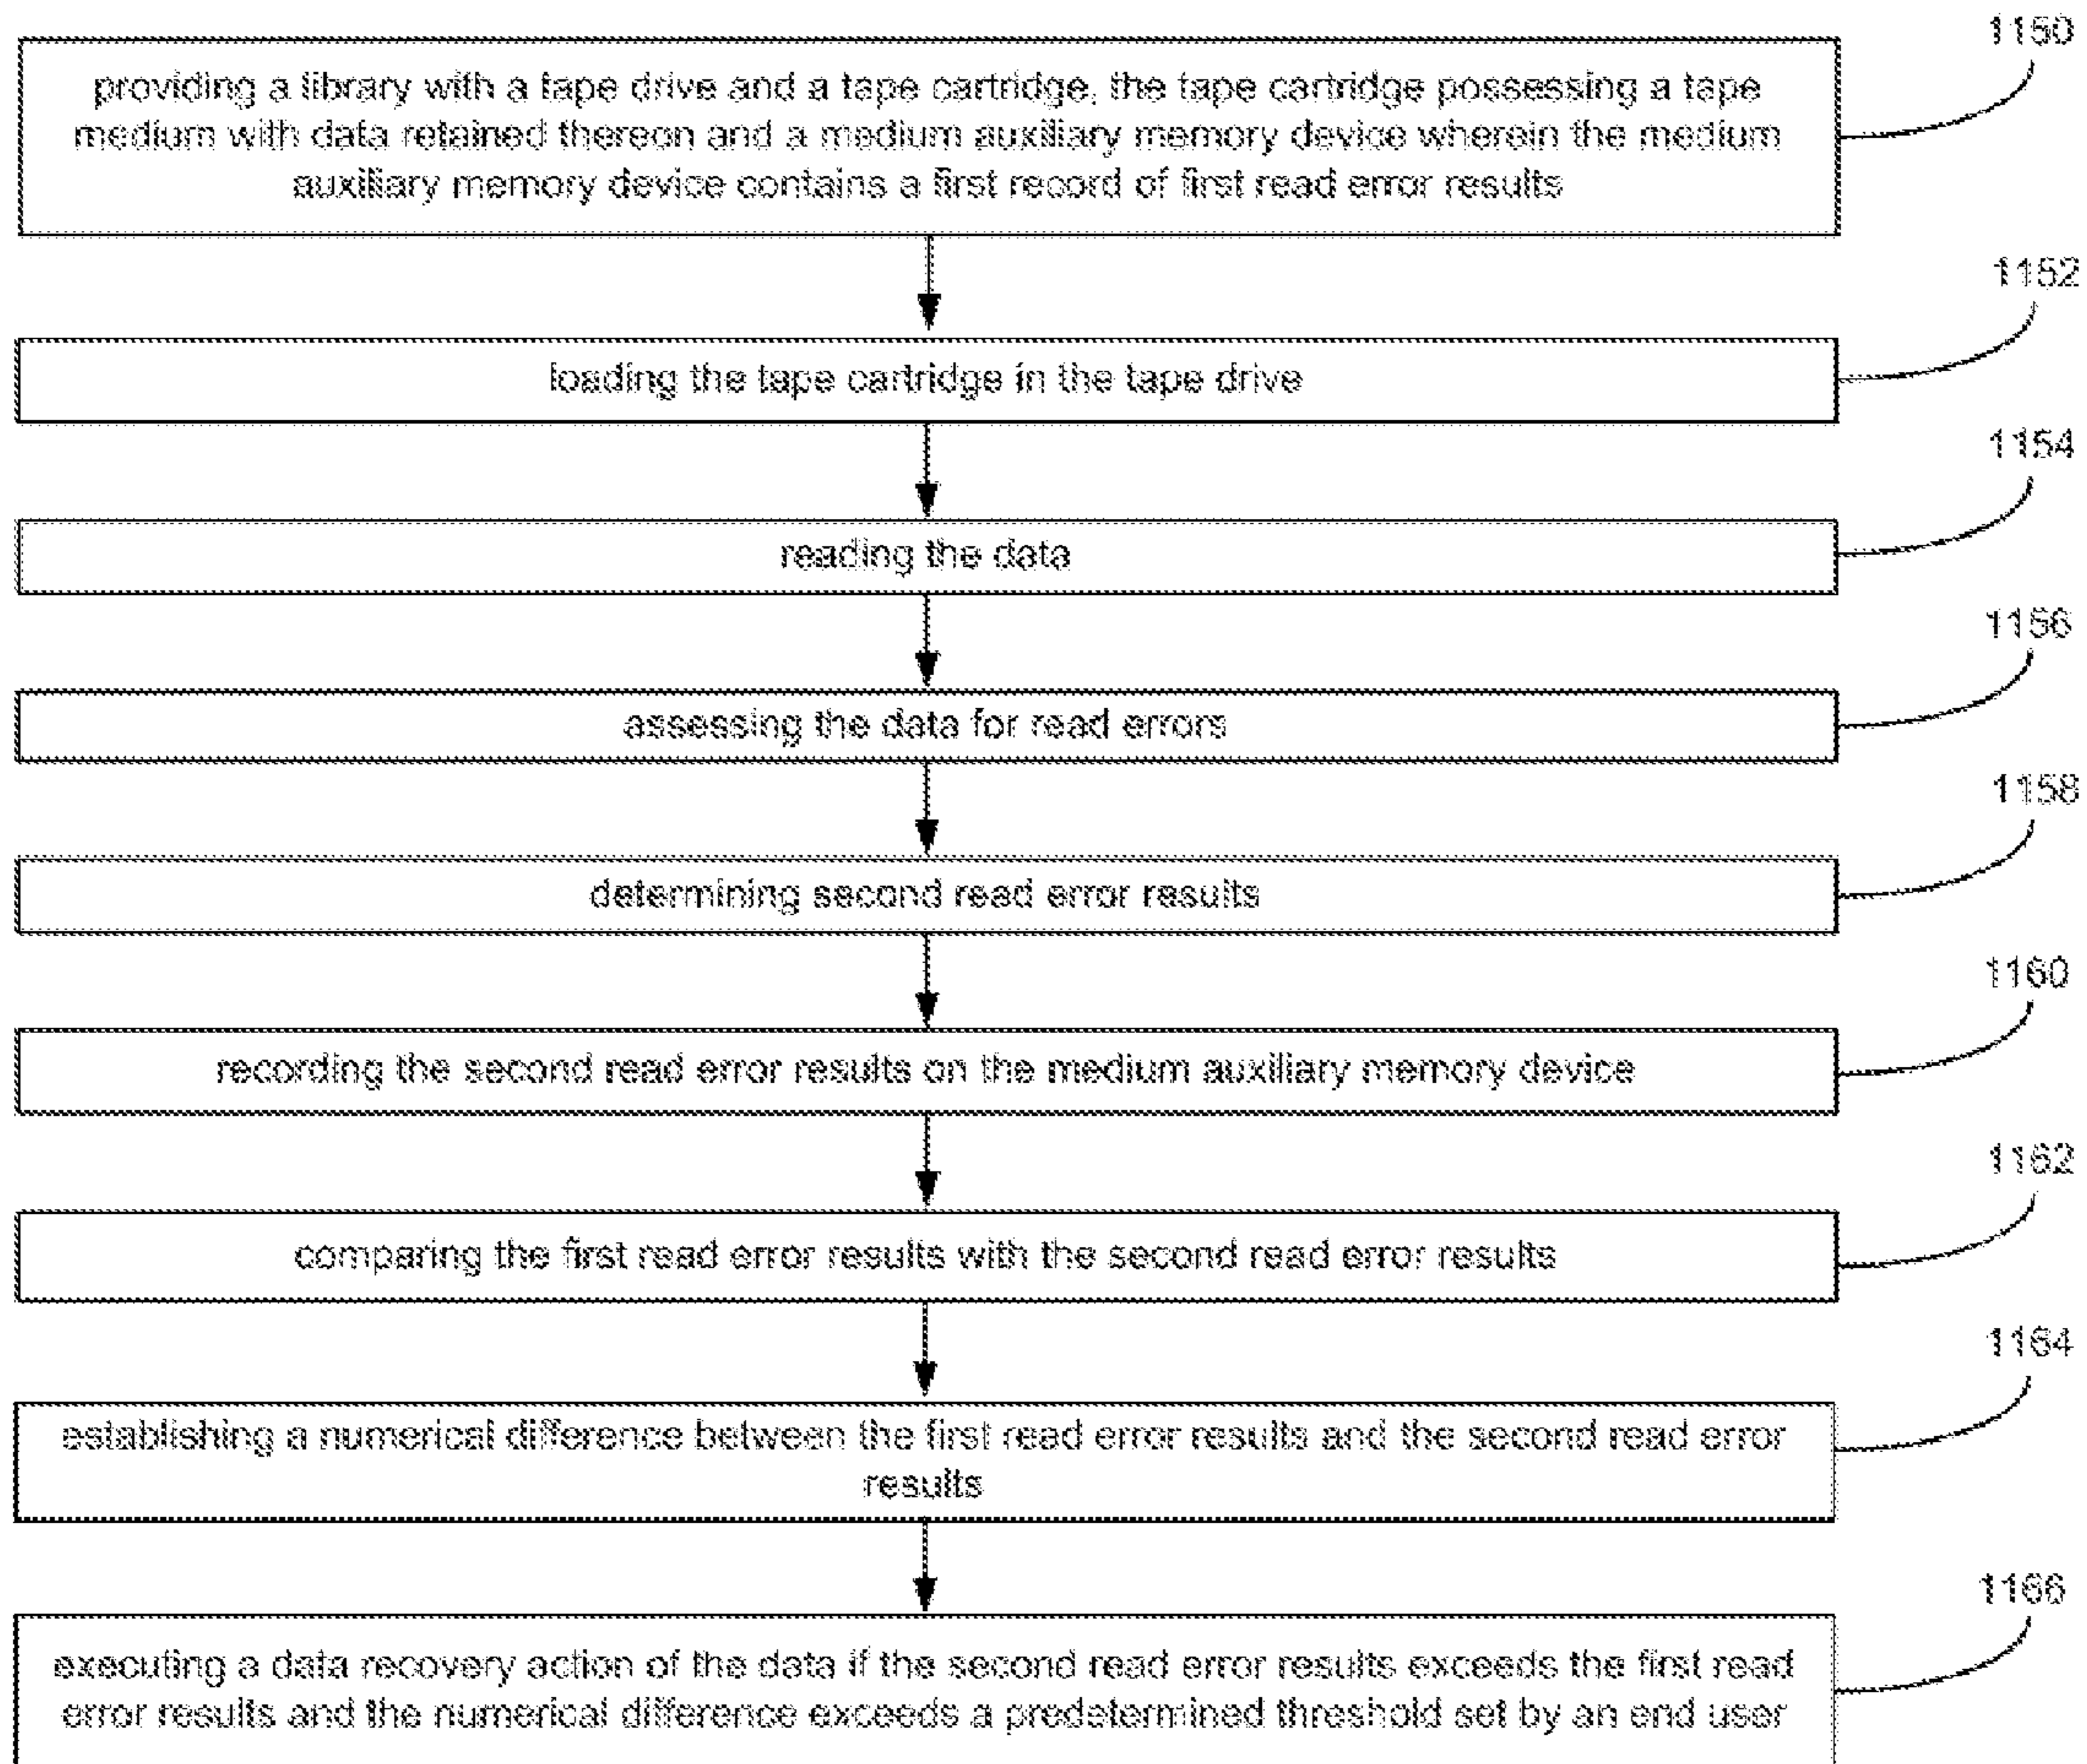 1150
providing a library with a tape drive and a tape cartridge, the tape cartridge possessing a tape
medium with data retained thereon and a medium auxiliary memory device wherein the medium
auxiliary memory device contains a first record of first read error results
1152
loading the tape cartridge in the tape drive
1154
reading the data
1156
assessing the data for read errors
1158
determining second read error results
1160
recording the second read error results on the medium auxiliary memory device
1162
comparing the first read error results with the second read error results
1164
establishing a numerical difference between the first read error results and the second read error
results
1166
executing a data recovery action of the data if the second read error results exceeds the first read
error results and the numerical difference exceeds a predetermined threshold set by an end user